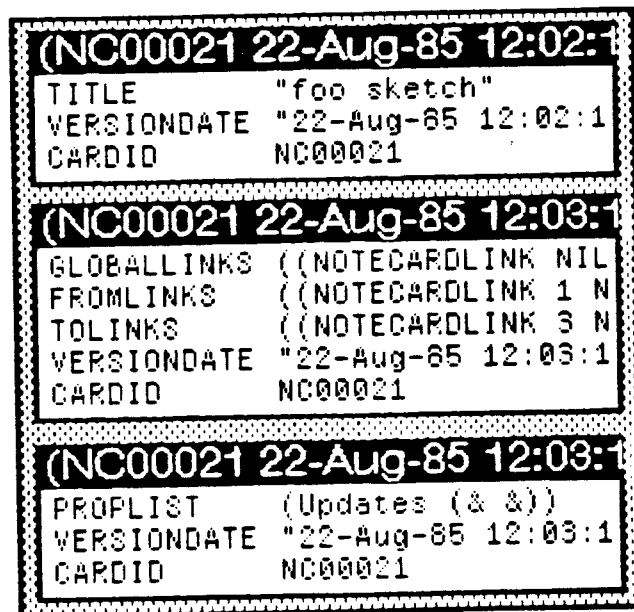 (NC00021 22-Aug-85 12:02:1
TITLE "foo sketch"
VERSIONDATE "22-Aug-85 12:02:1
CARDID NC00021
(NC00021 22-Aug-85 12:03:1
GLOBALLINKS ((NOTECARDLINK NIL
FROMLINKS ((NOTECARDLINK 1 N
TOLINKS ((NOTECARDLINK 3 N
VERSIONDATE "22-Aug-85 12:03:1
CARDID NC00021
(NC00021 22-Aug-85 12:03:1
PROPLIST (Updates (& &))
VERSIONDATE "22-Aug-85 12:03:1
CARDID NC00021